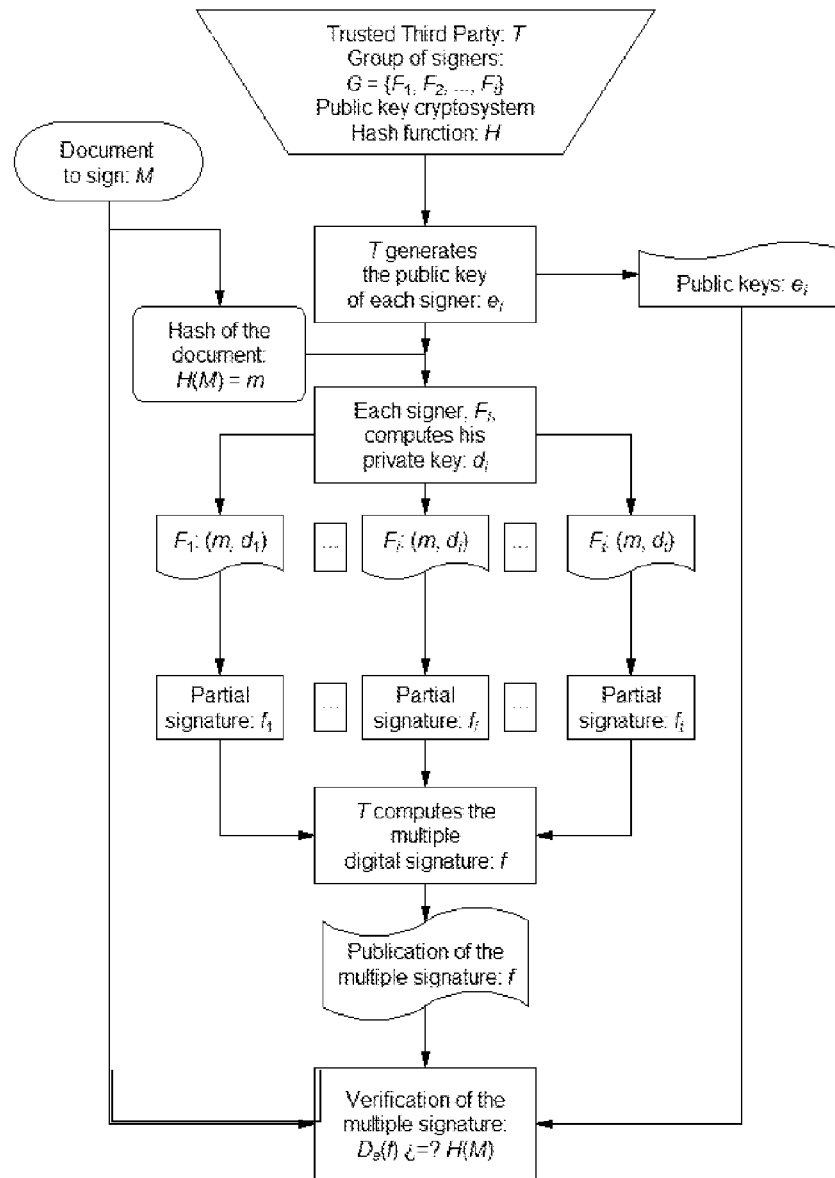 Trusted Third Party: T
Group of signers:
G = {F₁, F₂, ..., Fₜ}
Public key cryptosystem
Hash function: H
Document
to sign: M
T generates
the public key
of each signer: eᵢ
Public keys: eᵢ
Hash of the
document:
H(M) = m
Each signer, Fᵢ,
computes his
private key: dᵢ
F₁: (m, d₁)
...
Fᵢ: (m, dᵢ)
...
Fₜ: (m, dₜ)
Partial
signature: f₁
...
Partial
signature: fᵢ
...
Partial
signature: fₜ
T computes the
multiple
digital signature: f
Publication of the
multiple signature: f
Verification of the
multiple signature:
Dₑ(f) ¿=? H(M)